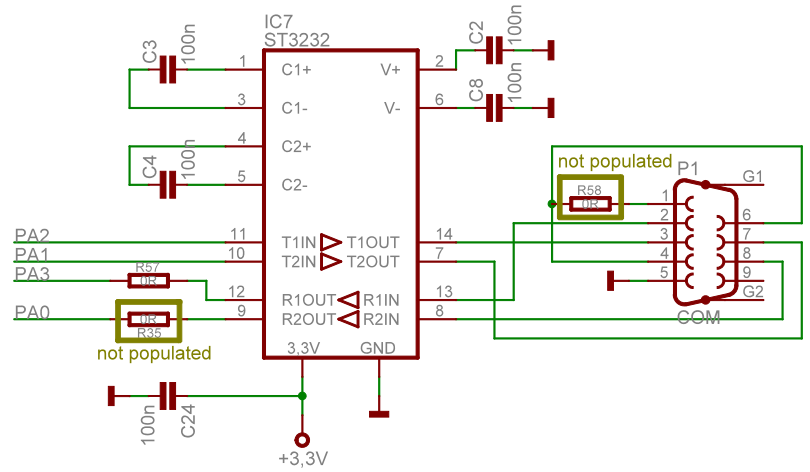 IC7
ST3232
C3
100n
C2
100n
1
C1+
V+
2
3
C1-
V-
6
C8
100n
4
C2+
C4
100n
5
C2-
not populated
R58
0R
P1
G1
1
2
6
3
7
4
8
5
9
G2
COM
PA2
11
T1IN
T1OUT
14
PA1
10
T2IN
T2OUT
7
PA3
R57
0R
12
R1OUT
R1IN
13
PA0
0R
R35
9
R2OUT
R2IN
8
not populated
3,3V
GND
100n
C24
+3,3V